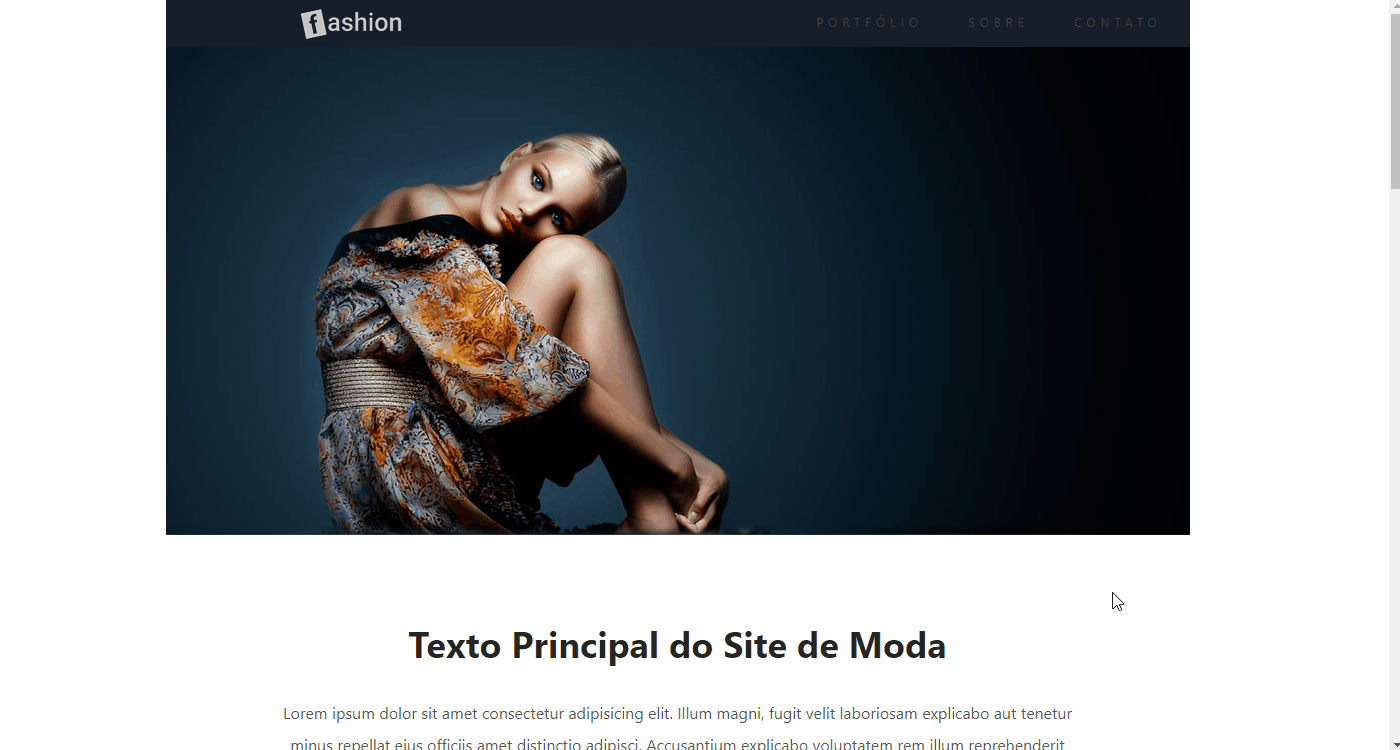 fashion
PORTFÓLIO SOBRE CONTATO
Texto Principal do Site de Moda
Lorem ipsum dolor sit amet consectetur adipisicing elit. Illum magni, fugit velit laboriosam explicabo aut tenetur
minus repellat eius officiis amet distinctio adipisci. Accusantium explicabo voluptatem rem illum reprehenderit